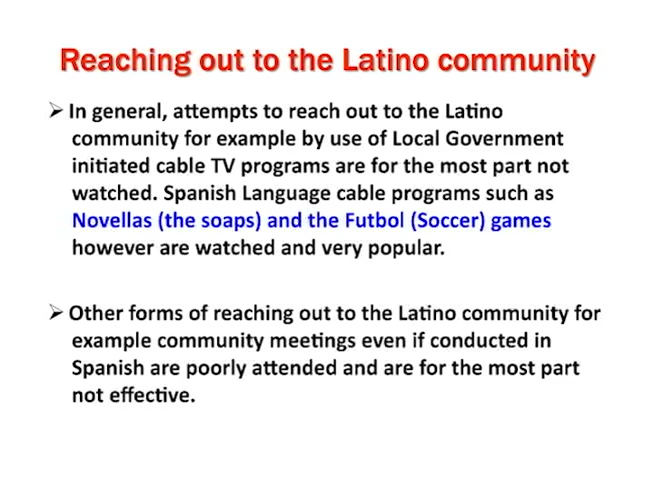 Reaching out to the Latino community
➢ In general, attempts to reach out to the Latino
community for example by use of Local Government
initiated cable TV programs are for the most part not
watched. Spanish Language cable programs such as
Novellas (the soaps) and the Futbol (Soccer) games
however are watched and very popular.
➢ Other forms of reaching out to the Latino community for
example community meetings even if conducted in
Spanish are poorly attended and are for the most part
not effective.